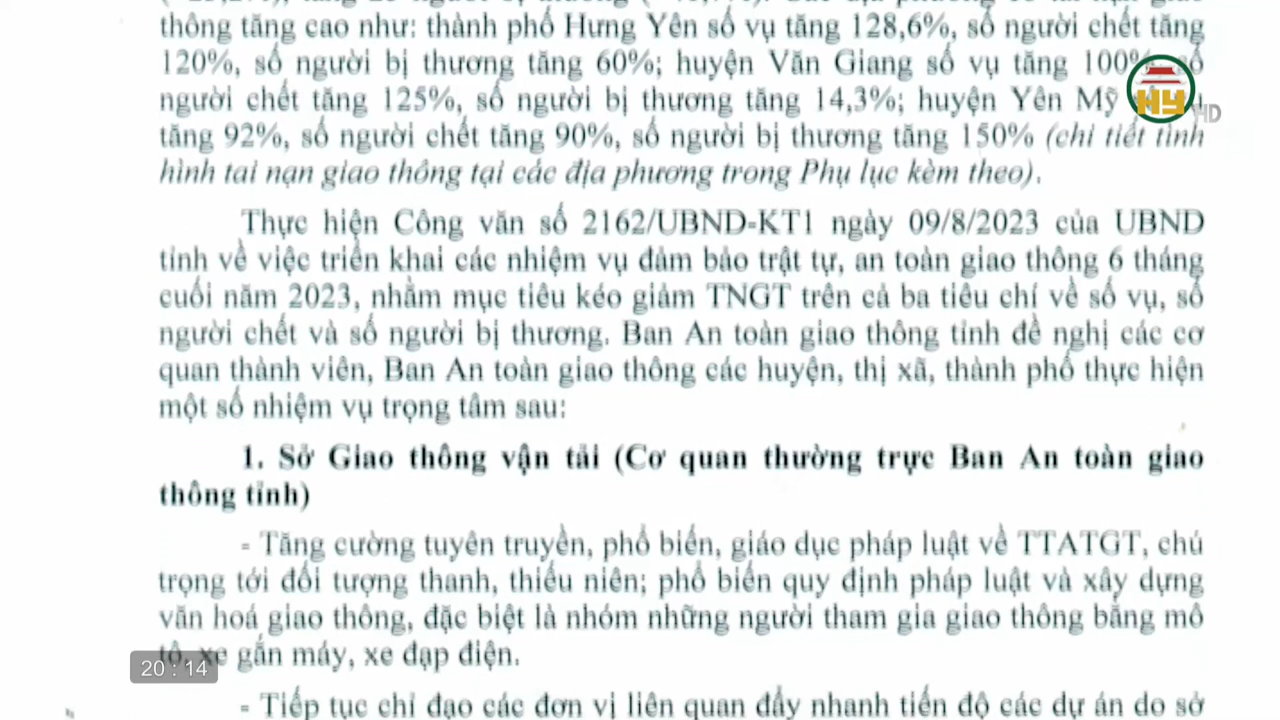 thông tăng cao như: thành phố Hưng Yên số vụ tăng 128,6%, số người chết tăng
120%, số người bị thương tăng 60%; huyện Văn Giang số vụ tăng 100%, số
người chết tăng 125%, số người bị thương tăng 14,3%; huyện Yên Mỹ
tăng 92%, số người chết tăng 90%, số người bị thương tăng 150% (chi tiết tình
hình tai nạn giao thông tại các địa phương trong Phụ lục kèm theo).
Thực hiện Công văn số 2162/UBND-KT1 ngày 09/8/2023 của UBND
tỉnh về việc triển khai các nhiệm vụ đảm bảo trật tự, an toàn giao thông 6 tháng
cuối năm 2023, nhằm mục tiêu kéo giảm TNGT trên cả ba tiêu chí về số vụ, số
người chết và số người bị thương. Ban An toàn giao thông tỉnh đề nghị các cơ
quan thành viên, Ban An toàn giao thông các huyện, thị xã, thành phố thực hiện
một số nhiệm vụ trọng tâm sau:
1. Sở Giao thông vận tải (Cơ quan thường trực Ban An toàn giao
thông tỉnh)
- Tăng cường tuyên truyền, phổ biến, giáo dục pháp luật về TTATGT, chú
trọng tới đối tượng thanh, thiếu niên; phổ biến quy định pháp luật và xây dựng
văn hoá giao thông, đặc biệt là nhóm những người tham gia giao thông bằng mô
tô, xe gắn máy, xe đạp điện.
- Tiếp tục chỉ đạo các đơn vị liên quan đẩy nhanh tiến độ các dự án do sở
HY HD
20:14